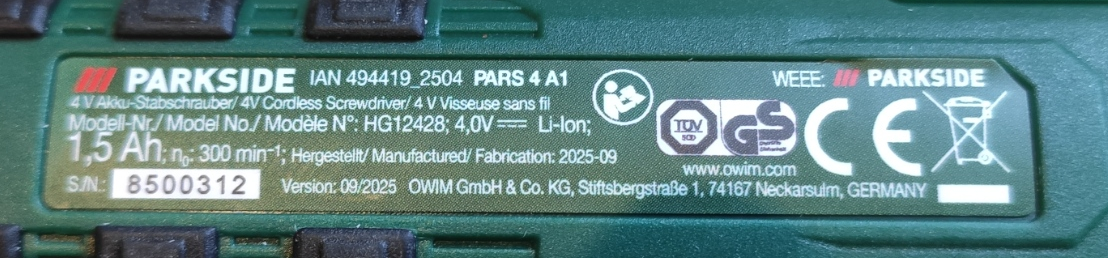 PARKSIDE IAN 494419_2504 PARS 4 A1
4 V Akku-Stabschrauber/ 4V Cordless Screwdriver/ 4 V Visseuse sans fil
Modell-Nr./ Model No./ Modèle N°: HG12428; 4,0V Li-Ion;
1,5 Ah; n₀: 300 min⁻¹; Hergestellt/ Manufactured/ Fabrication: 2025-09
S/N.: 8500312 Version: 09/2025 OWIM GmbH & Co. KG, Stiftsbergstraße 1, 74167 Neckarsulm, GERMANY
WEEE: PARKSIDE
TÜV
SÜD
GS
geprüfte
Sicherheit
CE
www.owim.com